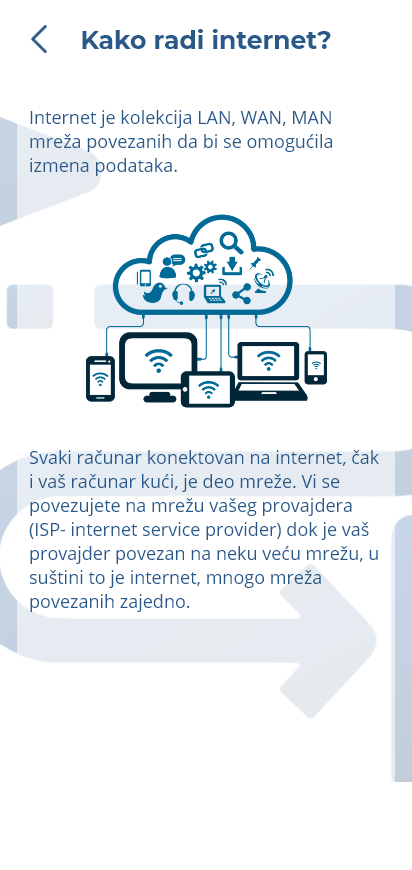 Kako radi internet?
Internet je kolekcija LAN, WAN, MAN
mreža povezanih da bi se omogućila
izmena podataka.
Svaki računar konektovan na internet, čak
i vaš računar kući, je deo mreže. Vi se
povezujete na mrežu vašeg provajdera
(ISP- internet service provider) dok je vaš
provajder povezan na neku veću mrežu, u
suštini to je internet, mnogo mreža
povezanih zajedno.